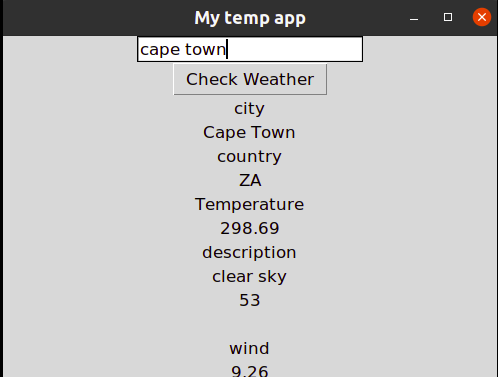 My temp app
cape town
Check Weather
city
Cape Town
country
ZA
Temperature
298.69
description
clear sky
53
wind
9.26